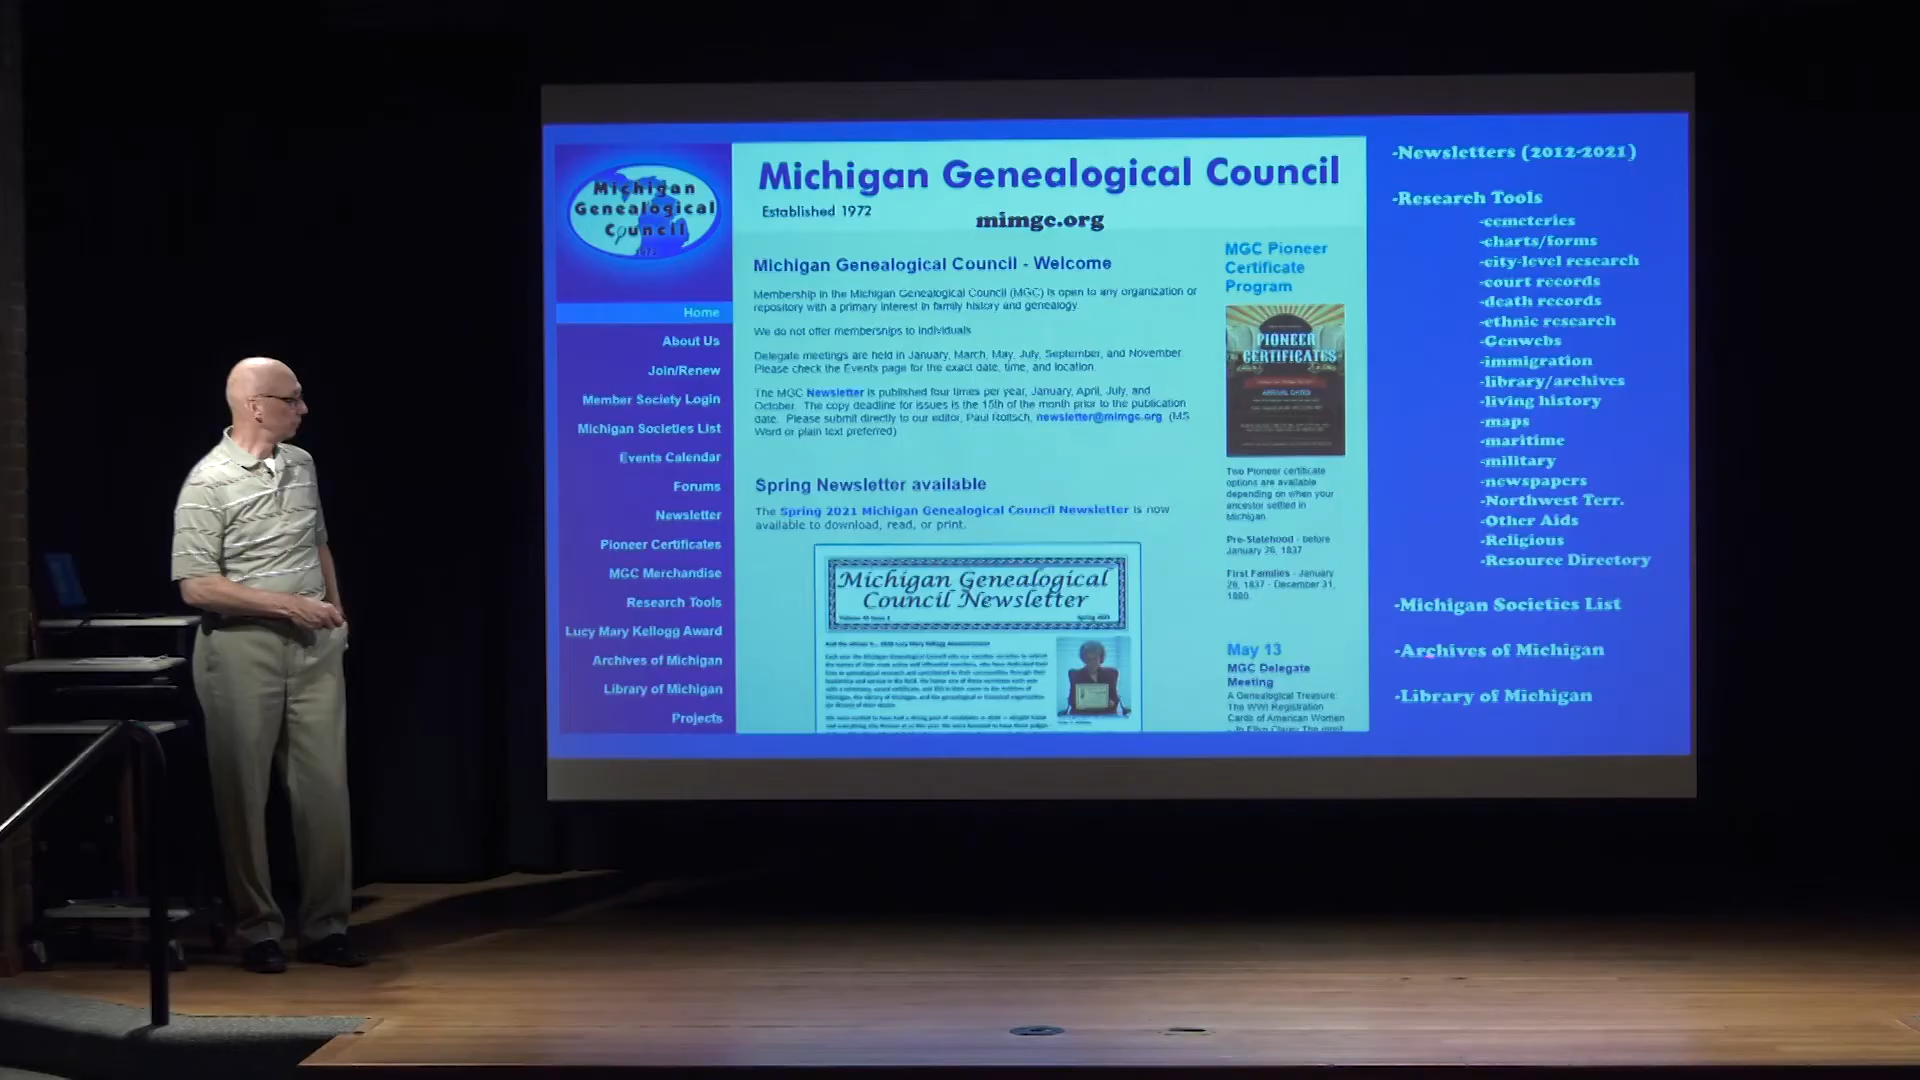 Michigan
Genealogical
Council
1972
Home
About Us
Join/Renew
Member Society Login
Michigan Societies List
Events Calendar
Forums
Newsletter
Pioneer Certificates
MGC Merchandise
Research Tools
Lucy Mary Kellogg Award
Archives of Michigan
Library of Michigan
Projects
Michigan Genealogical Council
Established 1972
mimgc.org
Michigan Genealogical Council - Welcome
Membership in the Michigan Genealogical Council (MGC) is open to any organization or
repository with a primary interest in family history and genealogy.
We do not offer memberships to individuals
Delegate meetings are held in January, March, May, July, September, and November.
Please check the Events page for the exact date, time, and location.
The MGC Newsletter is published four times per year, January, April, July, and
October. The copy deadline for issues is the 15th of the month prior to the publication
date. Please submit directly to our editor, Paul Rottsch, newsletter@mimgc.org (MS
Word or plain text preferred)
Spring Newsletter available
The Spring 2021 Michigan Genealogical Council Newsletter is now
available to download, read, or print.
Michigan Genealogical
Council Newsletter
MGC Pioneer
Certificate
Program
PIONEER
CERTIFICATES
Two Pioneer certificate
options are available
depending on when your
ancestor settled in
Michigan
Pre-Statehood - before
January 26, 1837
First Families - January
26, 1837 - December 31,
1880
May 13
MGC Delegate
Meeting
A Genealogical Treasure:
The WWI Registration
Cards of American Women
-Newsletters (2012-2021)
-Research Tools
-cemeteries
-charts/forms
-city-level research
-court records
-death records
-ethnic research
-Genwebs
-immigration
-library/archives
-living history
-maps
-maritime
-military
-newspapers
-Northwest Terr.
-Other Aids
-Religious
-Resource Directory
-Michigan Societies List
-Archives of Michigan
-Library of Michigan